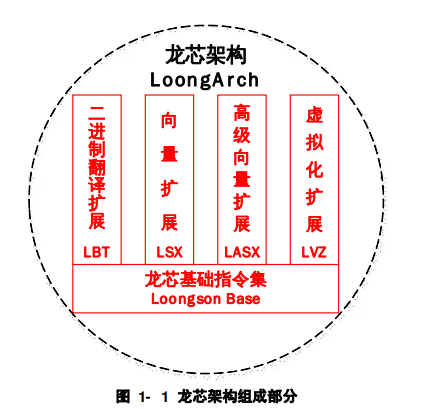 龙芯架构
LoongArch
二进制翻译扩展
LBT
向量扩展
LSX
高级向量扩展
LASX
虚拟化扩展
LVZ
龙芯基础指令集
Loongson Base
图 1- 1 龙芯架构组成部分